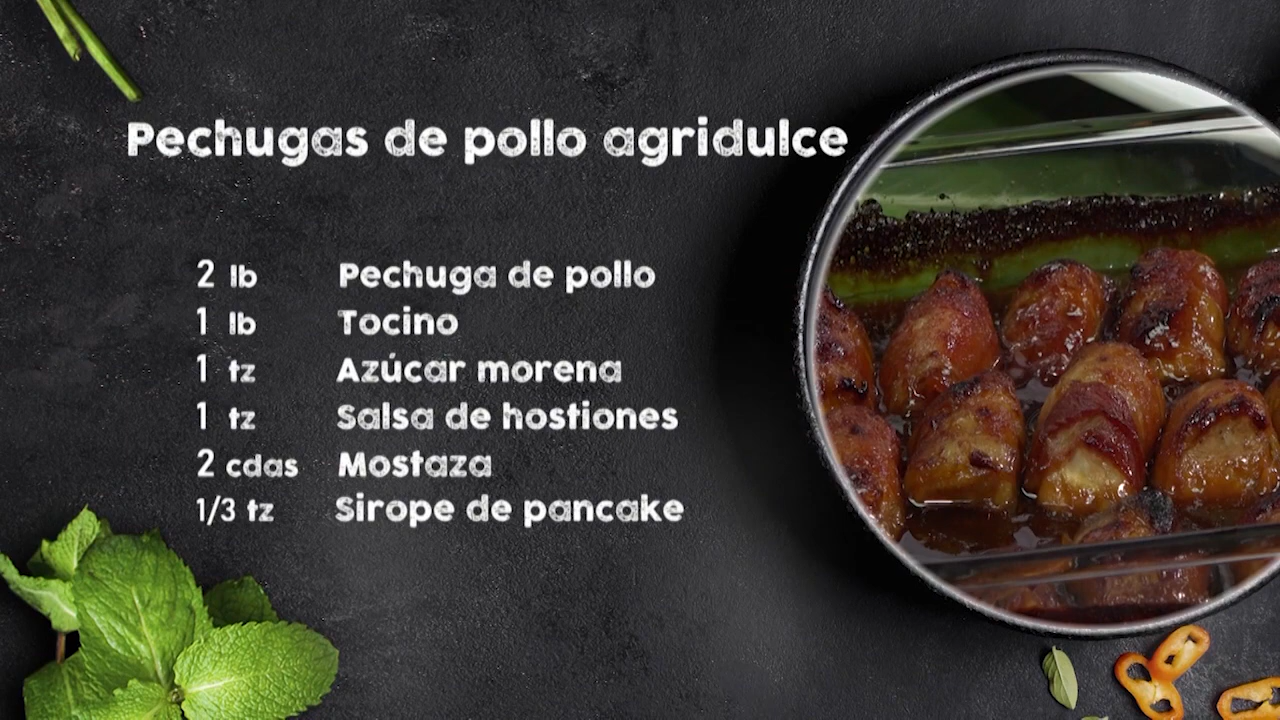 Pechugas de pollo agridulce
2 lb Pechuga de pollo
1 lb Tocino
1 tz Azúcar morena
1 tz Salsa de hostiones
2 cdas Mostaza
1/3 tz Sirope de pancake